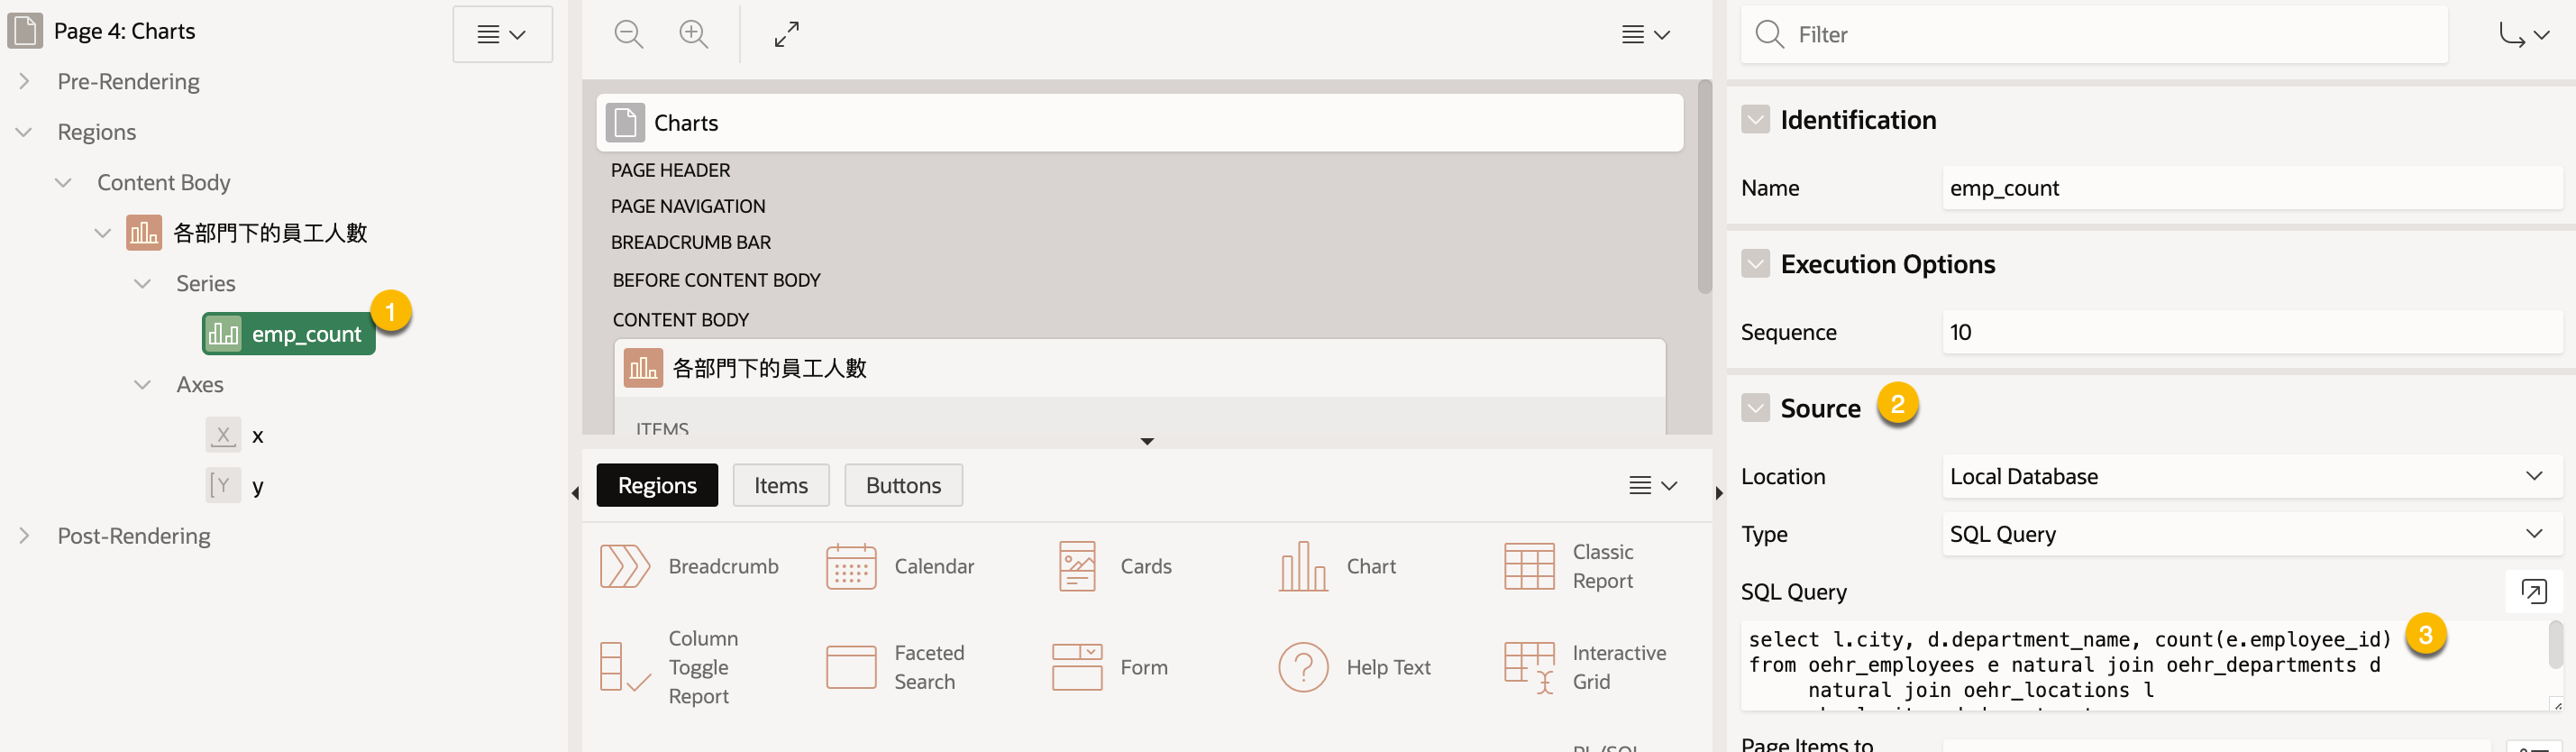 Page 4: Charts
Pre-Rendering
Regions
Content Body
各部門下的員工人數
Series
emp_count
1
Axes
X
x
Y
y
Post-Rendering
Charts
PAGE HEADER
PAGE NAVIGATION
BREADCRUMB BAR
BEFORE CONTENT BODY
CONTENT BODY
各部門下的員工人數
ITEMS
Regions
Items
Buttons
Breadcrumb
Calendar
Cards
Chart
Classic
Report
Column
Toggle
Report
Faceted
Search
Form
Help Text
Interactive
Grid
Filter
Identification
Name
emp_count
Execution Options
Sequence
10
Source
2
Location
Local Database
Type
SQL Query
SQL Query
select l.city, d.department_name, count(e.employee_id)
3
from oehr_employees e natural join oehr_departments d
natural join oehr_locations l
Page Items to